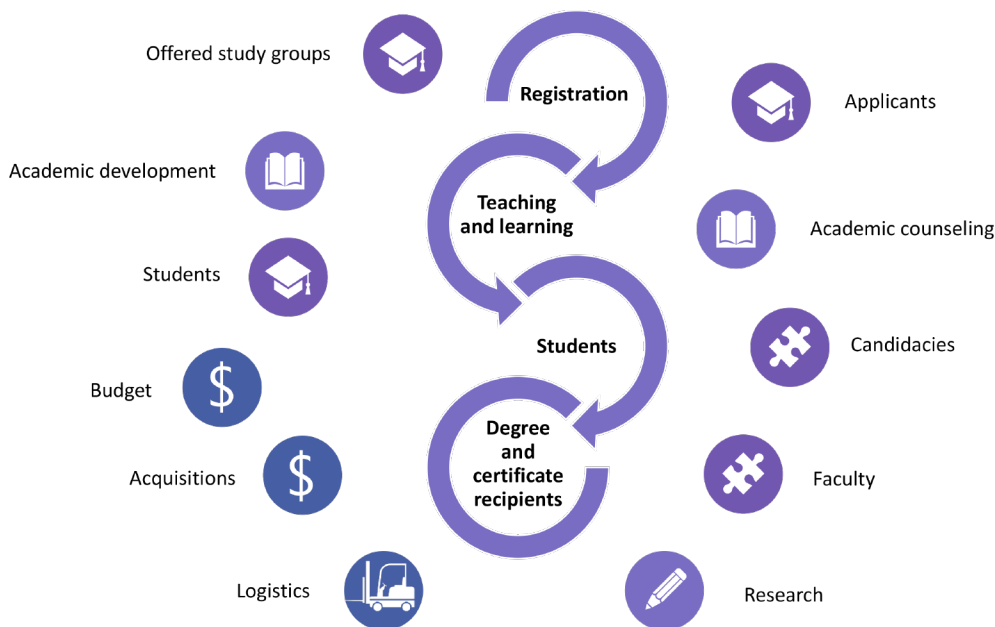 Offered study groups
Registration
Applicants
Academic development
Teaching
and learning
Academic counseling
Students
Students
Candidacies
Budget
Degree
and
certificate
recipients
Acquisitions
Faculty
Logistics
Research